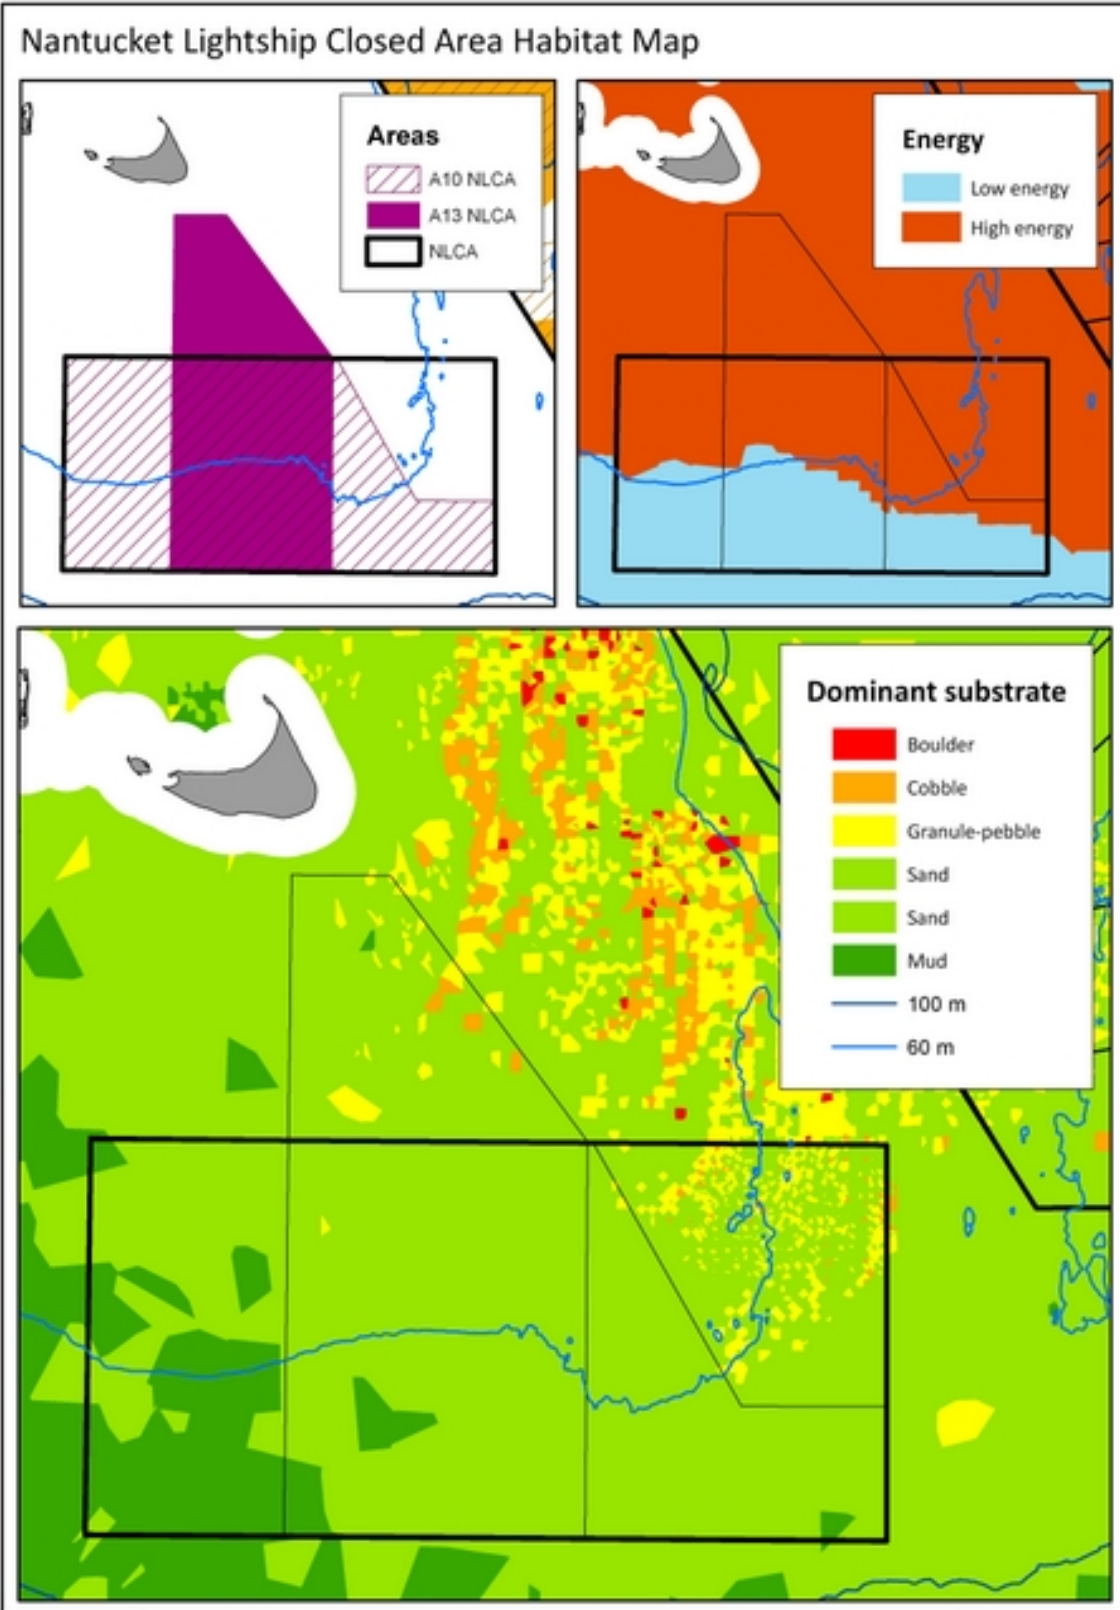 Nantucket Lightship Closed Area Habitat Map
Areas
A10 NLCA
A13 NLCA
NLCA
Energy
Low energy
High energy
Dominant substrate
Boulder
Cobble
Granule-pebble
Sand
Sand
Mud
100 m
60 m